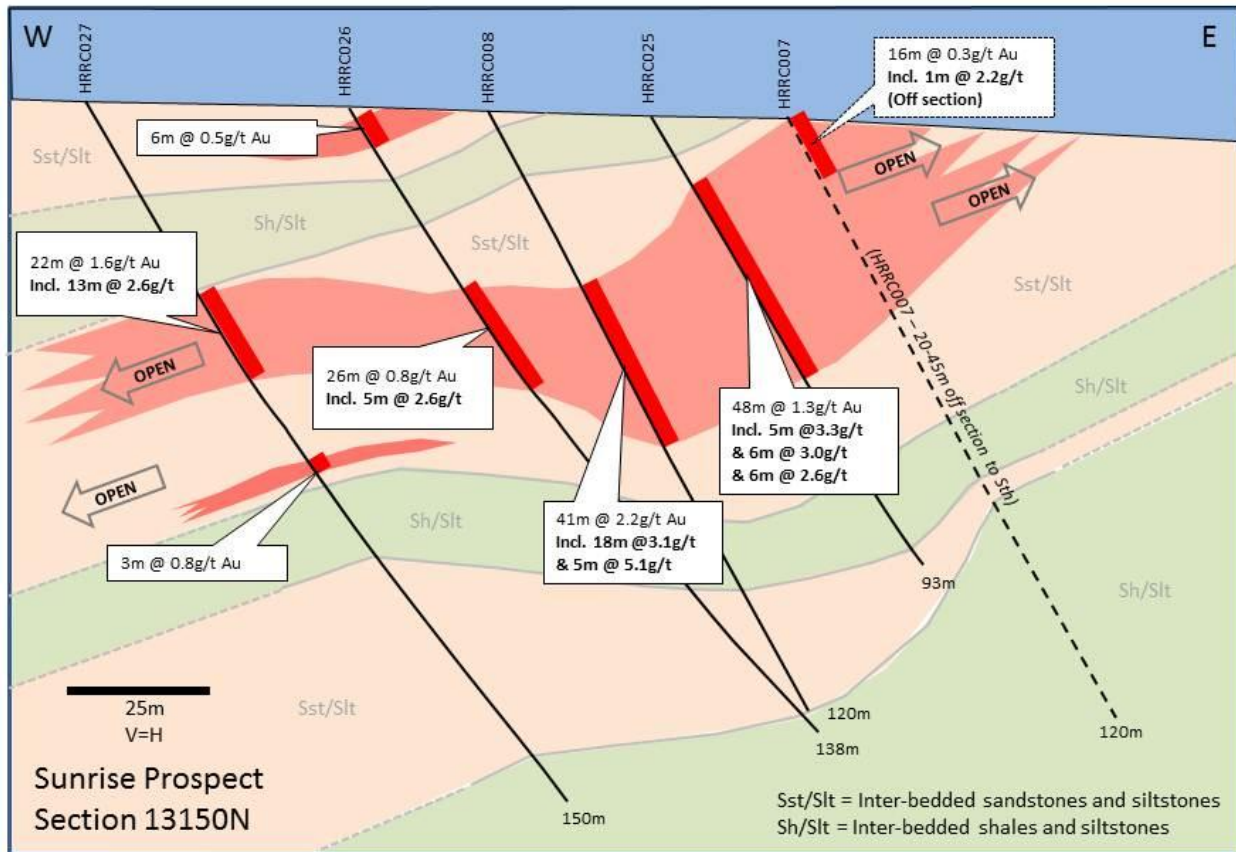 W
E
HRRC027
HRRC026
HRRC008
HRRC025
HRRC007
16m @ 0.3g/t Au
Incl. 1m @ 2.2g/t
(Off section)
6m @ 0.5g/t Au
Sst/Slt
OPEN
OPEN
Sh/Slt
Sst/Slt
22m @ 1.6g/t Au
Incl. 13m @ 2.6g/t
Sst/Slt
(HRRC007 – 20-45m off section to Sth)
OPEN
26m @ 0.8g/t Au
Incl. 5m @ 2.6g/t
Sh/Slt
48m @ 1.3g/t Au
Incl. 5m @3.3g/t
& 6m @ 3.0g/t
& 6m @ 2.6g/t
OPEN
Sh/Slt
41m @ 2.2g/t Au
Incl. 18m @3.1g/t
& 5m @ 5.1g/t
3m @ 0.8g/t Au
93m
Sh/Slt
25m
V=H
Sst/Slt
120m
138m
120m
150m
Sunrise Prospect
Section 13150N
Sst/Slt = Inter-bedded sandstones and siltstones
Sh/Slt = Inter-bedded shales and siltstones